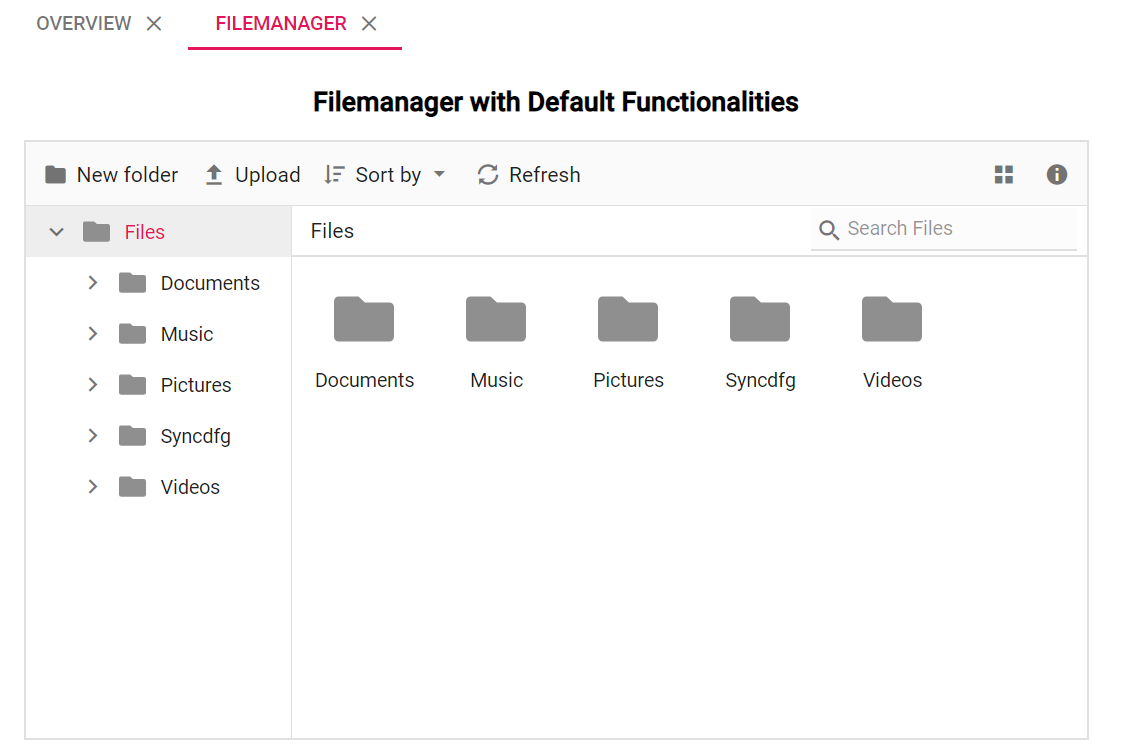 OVERVIEW FILEMANAGER
Filemanager with Default Functionalities
New folder Upload Sort by Refresh
Files
Documents
Music
Pictures
Syncdfg
Videos
Files Search Files
Documents Music Pictures Syncdfg Videos